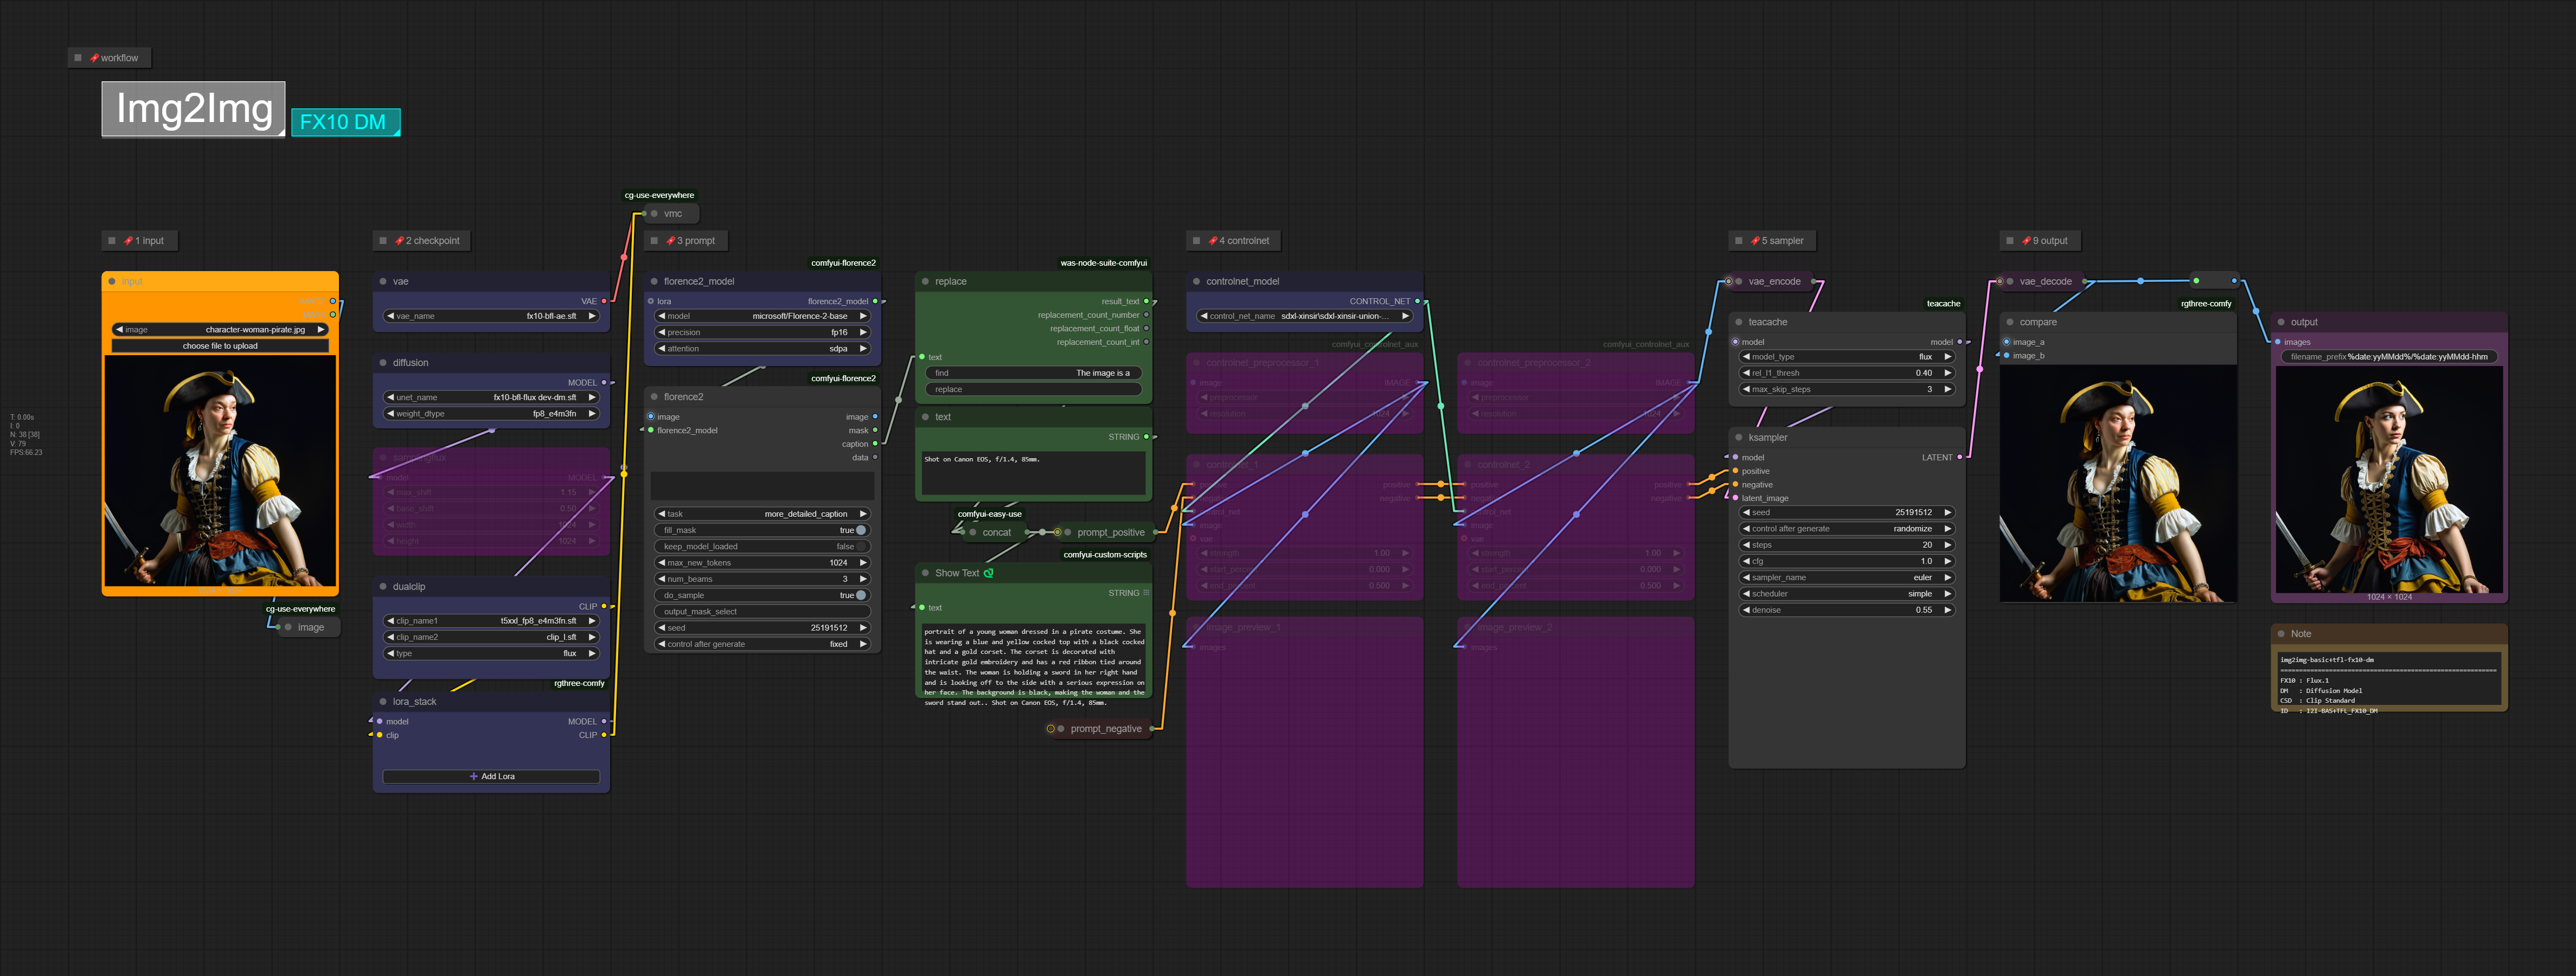 workflow
Img2Img
FX10 DM
T: 0.00s
I: 0
N: 38 [38]
V: 79
FPS:66.23
1 input
input
image character-woman-pirate.jpg
choose file to upload
cg-use-everywhere
image
2 checkpoint
vae
VAE
vae_name fx10-bfl-ae.sft
diffusion
MODEL
unet_name fx10-bfl-flux dev-dm.sft
weight_dtype fp8_e4m3fn
samplingflux
model MODEL
max_shift 1.15
base_shift 0.50
width 1024
height 1024
dualclip
CLIP
clip_name1 t5xxl_fp8_e4m3fn.sft
clip_name2 clip_l.sft
type flux
rgthree-comfy
lora_stack
model MODEL
clip CLIP
Add Lora
cg-use-everywhere
vmc
3 prompt
comfyui-florence2
florence2_model
lora florence2_model
model microsoft/Florence-2-base
precision fp16
attention sdpa
comfyui-florence2
florence2
image image
florence2_model mask
caption
data
task more_detailed_caption
fill_mask true
keep_model_loaded false
max_new_tokens 1024
num_beams 3
do_sample true
output_mask_select
seed 25191512
control after generate fixed
was-node-suite-comfyui
replace
result_text
replacement_count_number
replacement_count_float
replacement_count_int
text
find The image is a
replace
text
STRING
Shot on Canon EOS, f/1.4, 85mm.
comfyui-easy-use
concat
prompt_positive
comfyui-custom-scripts
Show Text
STRING
text
portrait of a young woman dressed in a pirate costume. She
is wearing a blue and yellow cocked top with a black cocked
hat and a gold corset. The corset is decorated with
intricate gold embroidery and has a red ribbon tied around
the waist. The woman is holding a sword in her right hand
and is looking off to the side with a serious expression on
her face. The background is black, making the woman and the
sword stand out.. Shot on Canon EOS, f/1.4, 85mm.
prompt_negative
4 controlnet
controlnet_model
CONTROL_NET
control_net_name sdxl-xinsir\sdxl-xinsir-union-...
comfyui_controlnet_aux
controlnet_preprocessor_1
image IMAGE
preprocessor
resolution 1024
controlnet_1
positive positive
negative negative
control_net
image
vae
strength 1.00
start_percent 0.000
end_percent 0.500
image_preview_1
images
comfyui_controlnet_aux
controlnet_preprocessor_2
image IMAGE
preprocessor
resolution 1024
controlnet_2
positive positive
negative negative
control_net
image
vae
strength 1.00
start_percent 0.000
end_percent 0.500
image_preview_2
images
5 sampler
vae_encode
teacache
teacache
model model
model_type flux
rel_l1_thresh 0.40
max_skip_steps 3
ksampler
model LATENT
positive
negative
latent_image
seed 25191512
control after generate randomize
steps 20
cfg 1.0
sampler_name euler
scheduler simple
denoise 0.55
9 output
vae_decode
rgthree-comfy
compare
image_a
image_b
output
images
filename_prefix %date:yyMMdd%/%date:yyMMdd-hhm
1024 × 1024
Note
img2img-basic+tfl-fx10-dm
FX10 : Flux.1
DM : Diffusion Model
CSD : Clip Standard
ID : I2I-BAS+TFL_FX10_DM